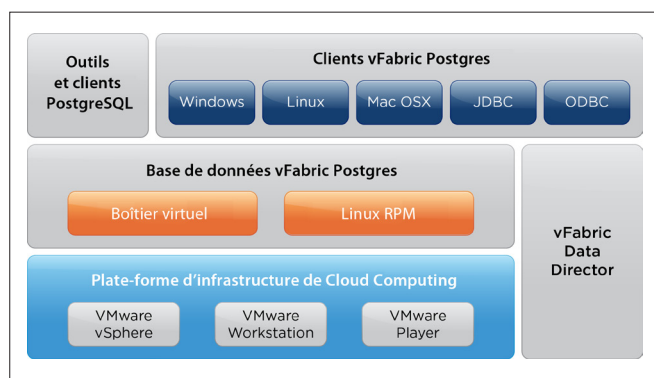 Outils
et clients
PostgreSQL
Clients vFabric Postgres
Windows
Linux
Mac OSX
JDBC
ODBC
Base de données vFabric Postgres
Boîtier virtuel
Linux RPM
vFabric
Data
Director
Plate-forme d'infrastructure de Cloud Computing
VMware
vSphere
VMware
Workstation
VMware
Player